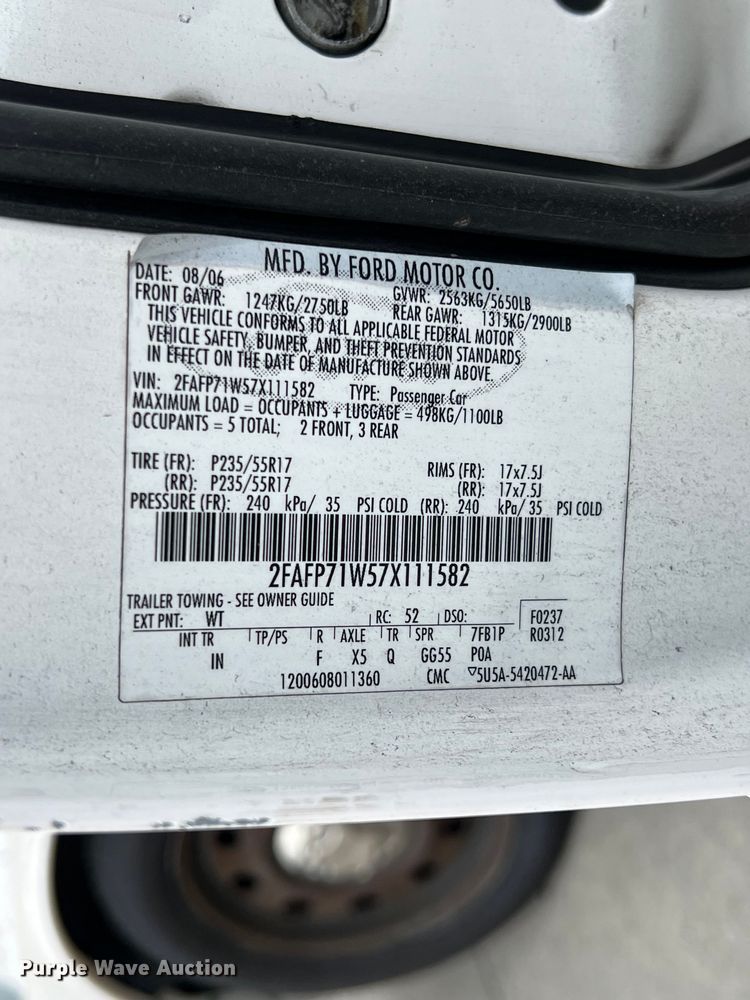 MFD. BY FORD MOTOR CO.
DATE: 08/06 GVWR: 2563KG/5650LB
FRONT GAWR: 1247KG/2750LB REAR GAWR: 1315KG/2900LB
THIS VEHICLE CONFORMS TO ALL APPLICABLE FEDERAL MOTOR
VEHICLE SAFETY, BUMPER, AND THEFT PREVENTION STANDARDS
IN EFFECT ON THE DATE OF MANUFACTURE SHOWN ABOVE.
VIN: 2FAFP71W57X111582 TYPE: Passenger Car
MAXIMUM LOAD = OCCUPANTS + LUGGAGE = 498KG/1100LB
OCCUPANTS = 5 TOTAL; 2 FRONT, 3 REAR
TIRE (FR): P235/55R17 RIMS (FR): 17x7.5J
(RR): P235/55R17 (RR): 17x7.5J
PRESSURE (FR): 240 kPa/ 35 PSI COLD (RR): 240 kPa/ 35 PSI COLD
2FAFP71W57X111582
TRAILER TOWING - SEE OWNER GUIDE
EXT PNT: WT RC: 52 DSO: F0237
INT TR TP/PS R AXLE TR SPR 7FB1P R0312
IN F X5 Q GG55 POA
1200608011360 CMC ▽5U5A-5420472-AA
Purple Wave Auction